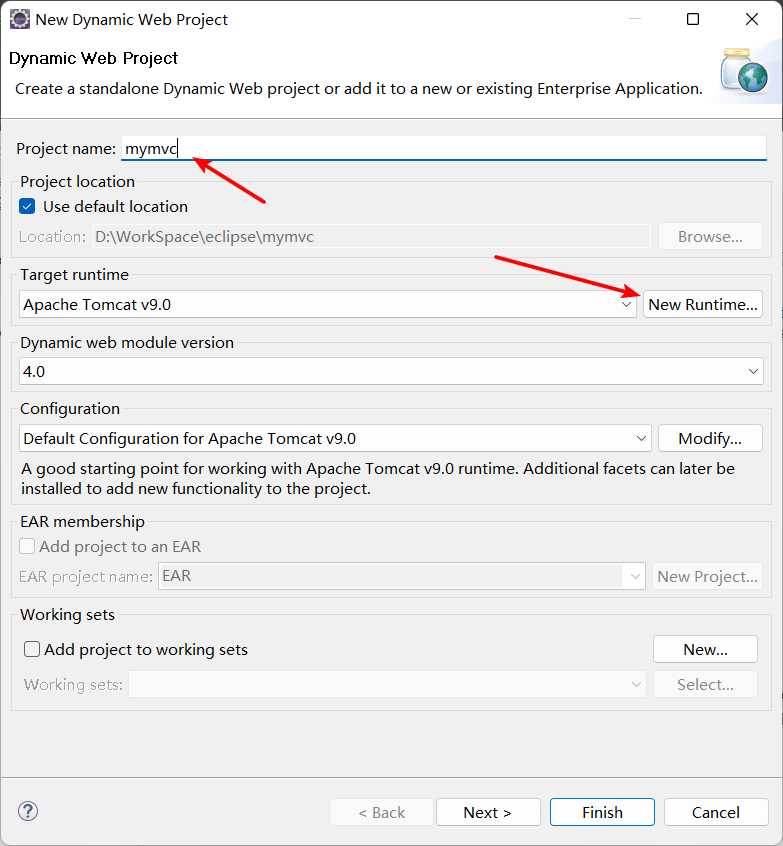 New Dynamic Web Project
Dynamic Web Project
Create a standalone Dynamic Web project or add it to a new or existing Enterprise Application.
Project name: mymvc
Project location
Use default location
Location: D:\WorkSpace\eclipse\mymvc Browse...
Target runtime
Apache Tomcat v9.0 New Runtime...
Dynamic web module version
4.0
Configuration
Default Configuration for Apache Tomcat v9.0 Modify...
A good starting point for working with Apache Tomcat v9.0 runtime. Additional facets can later be
installed to add new functionality to the project.
EAR membership
Add project to an EAR
EAR project name: EAR New Project...
Working sets
Add project to working sets New...
Working sets: Select...
? < Back Next > Finish Cancel